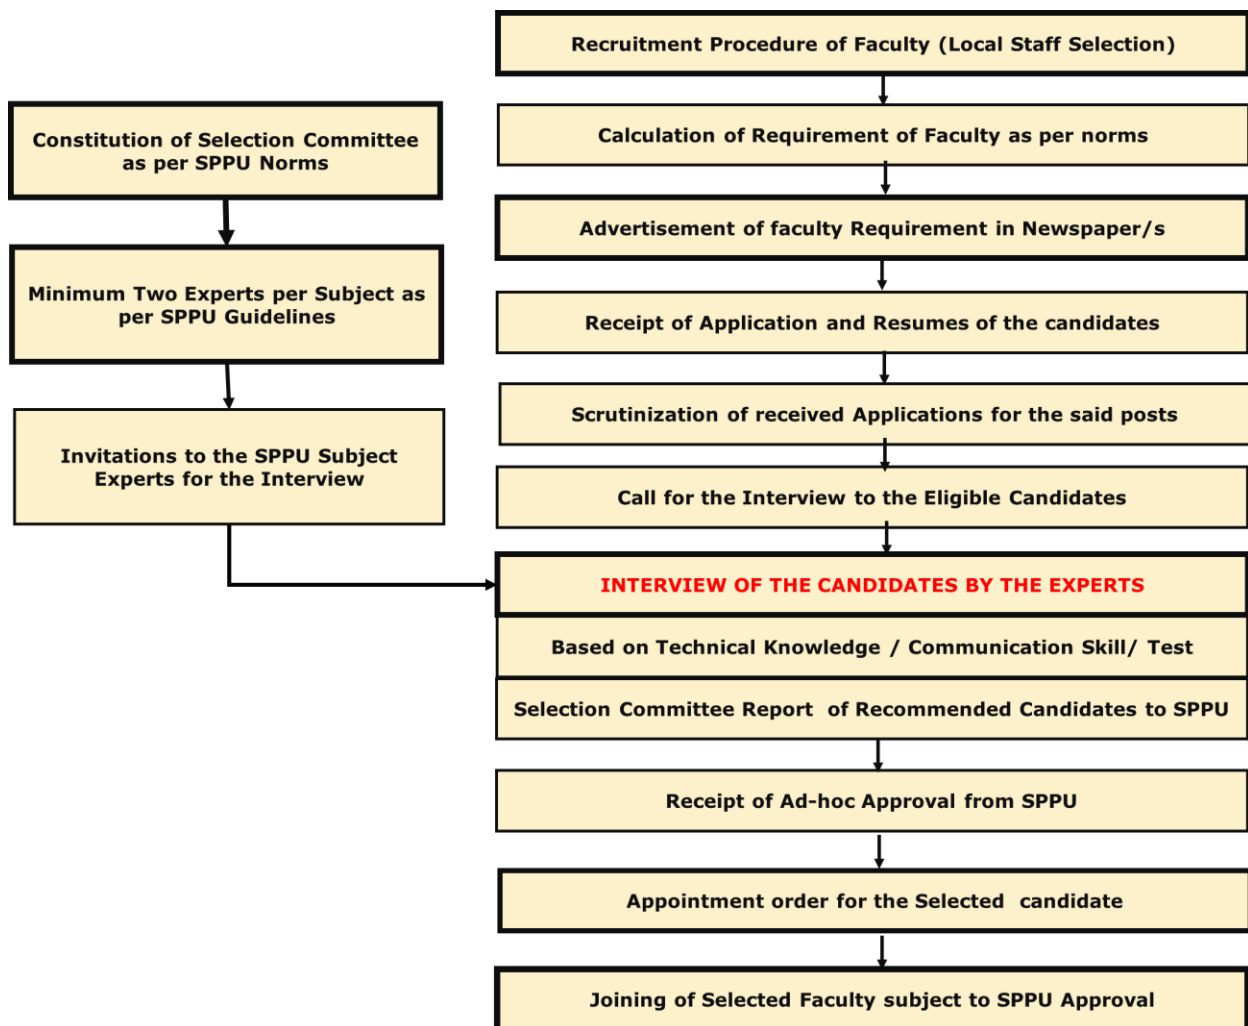 Recruitment Procedure of Faculty (Local Staff Selection)
Calculation of Requirement of Faculty as per norms
Advertisement of faculty Requirement in Newspaper/s
Receipt of Application and Resumes of the candidates
Scrutinization of received Applications for the said posts
Call for the Interview to the Eligible Candidates
Constitution of Selection Committee
as per SPPU Norms
Minimum Two Experts per Subject as
per SPPU Guidelines
Invitations to the SPPU Subject
Experts for the Interview
INTERVIEW OF THE CANDIDATES BY THE EXPERTS
Based on Technical Knowledge / Communication Skill/ Test
Selection Committee Report of Recommended Candidates to SPPU
Receipt of Ad-hoc Approval from SPPU
Appointment order for the Selected candidate
Joining of Selected Faculty subject to SPPU Approval